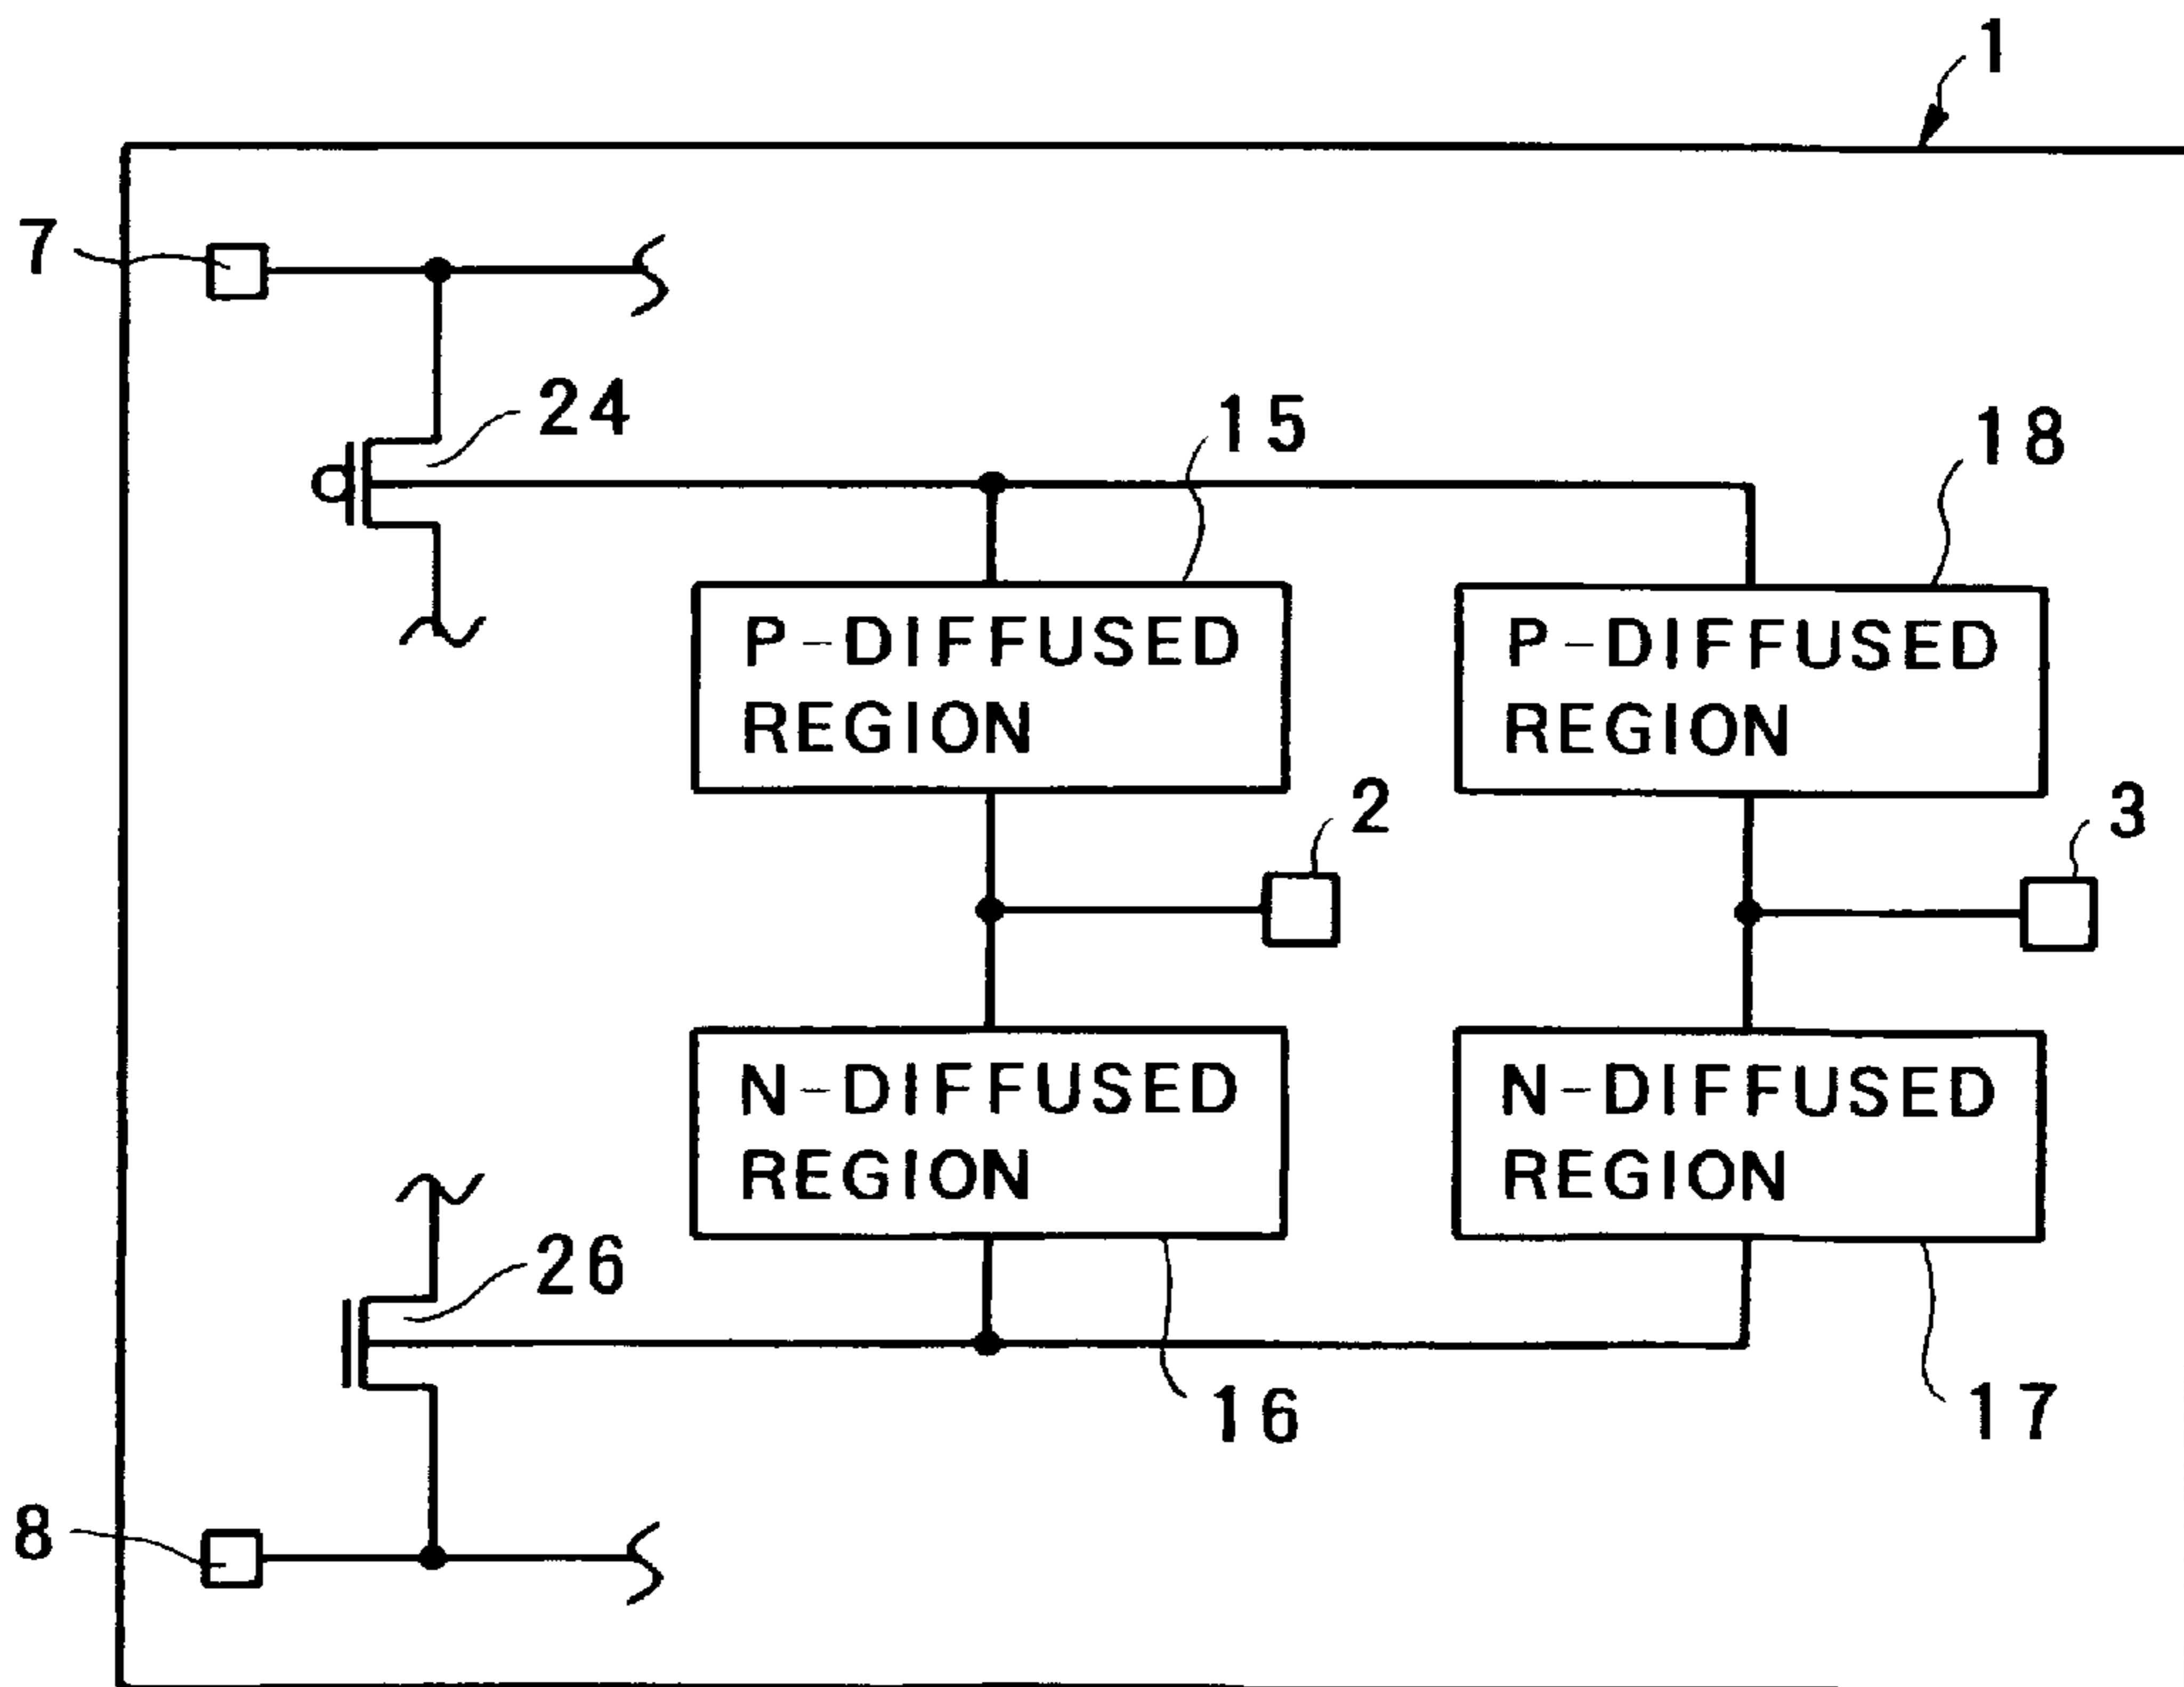 1
7
24
15
18
P-DIFFUSED
REGION
P-DIFFUSED
REGION
2
3
N-DIFFUSED
REGION
N-DIFFUSED
REGION
26
16
17
8